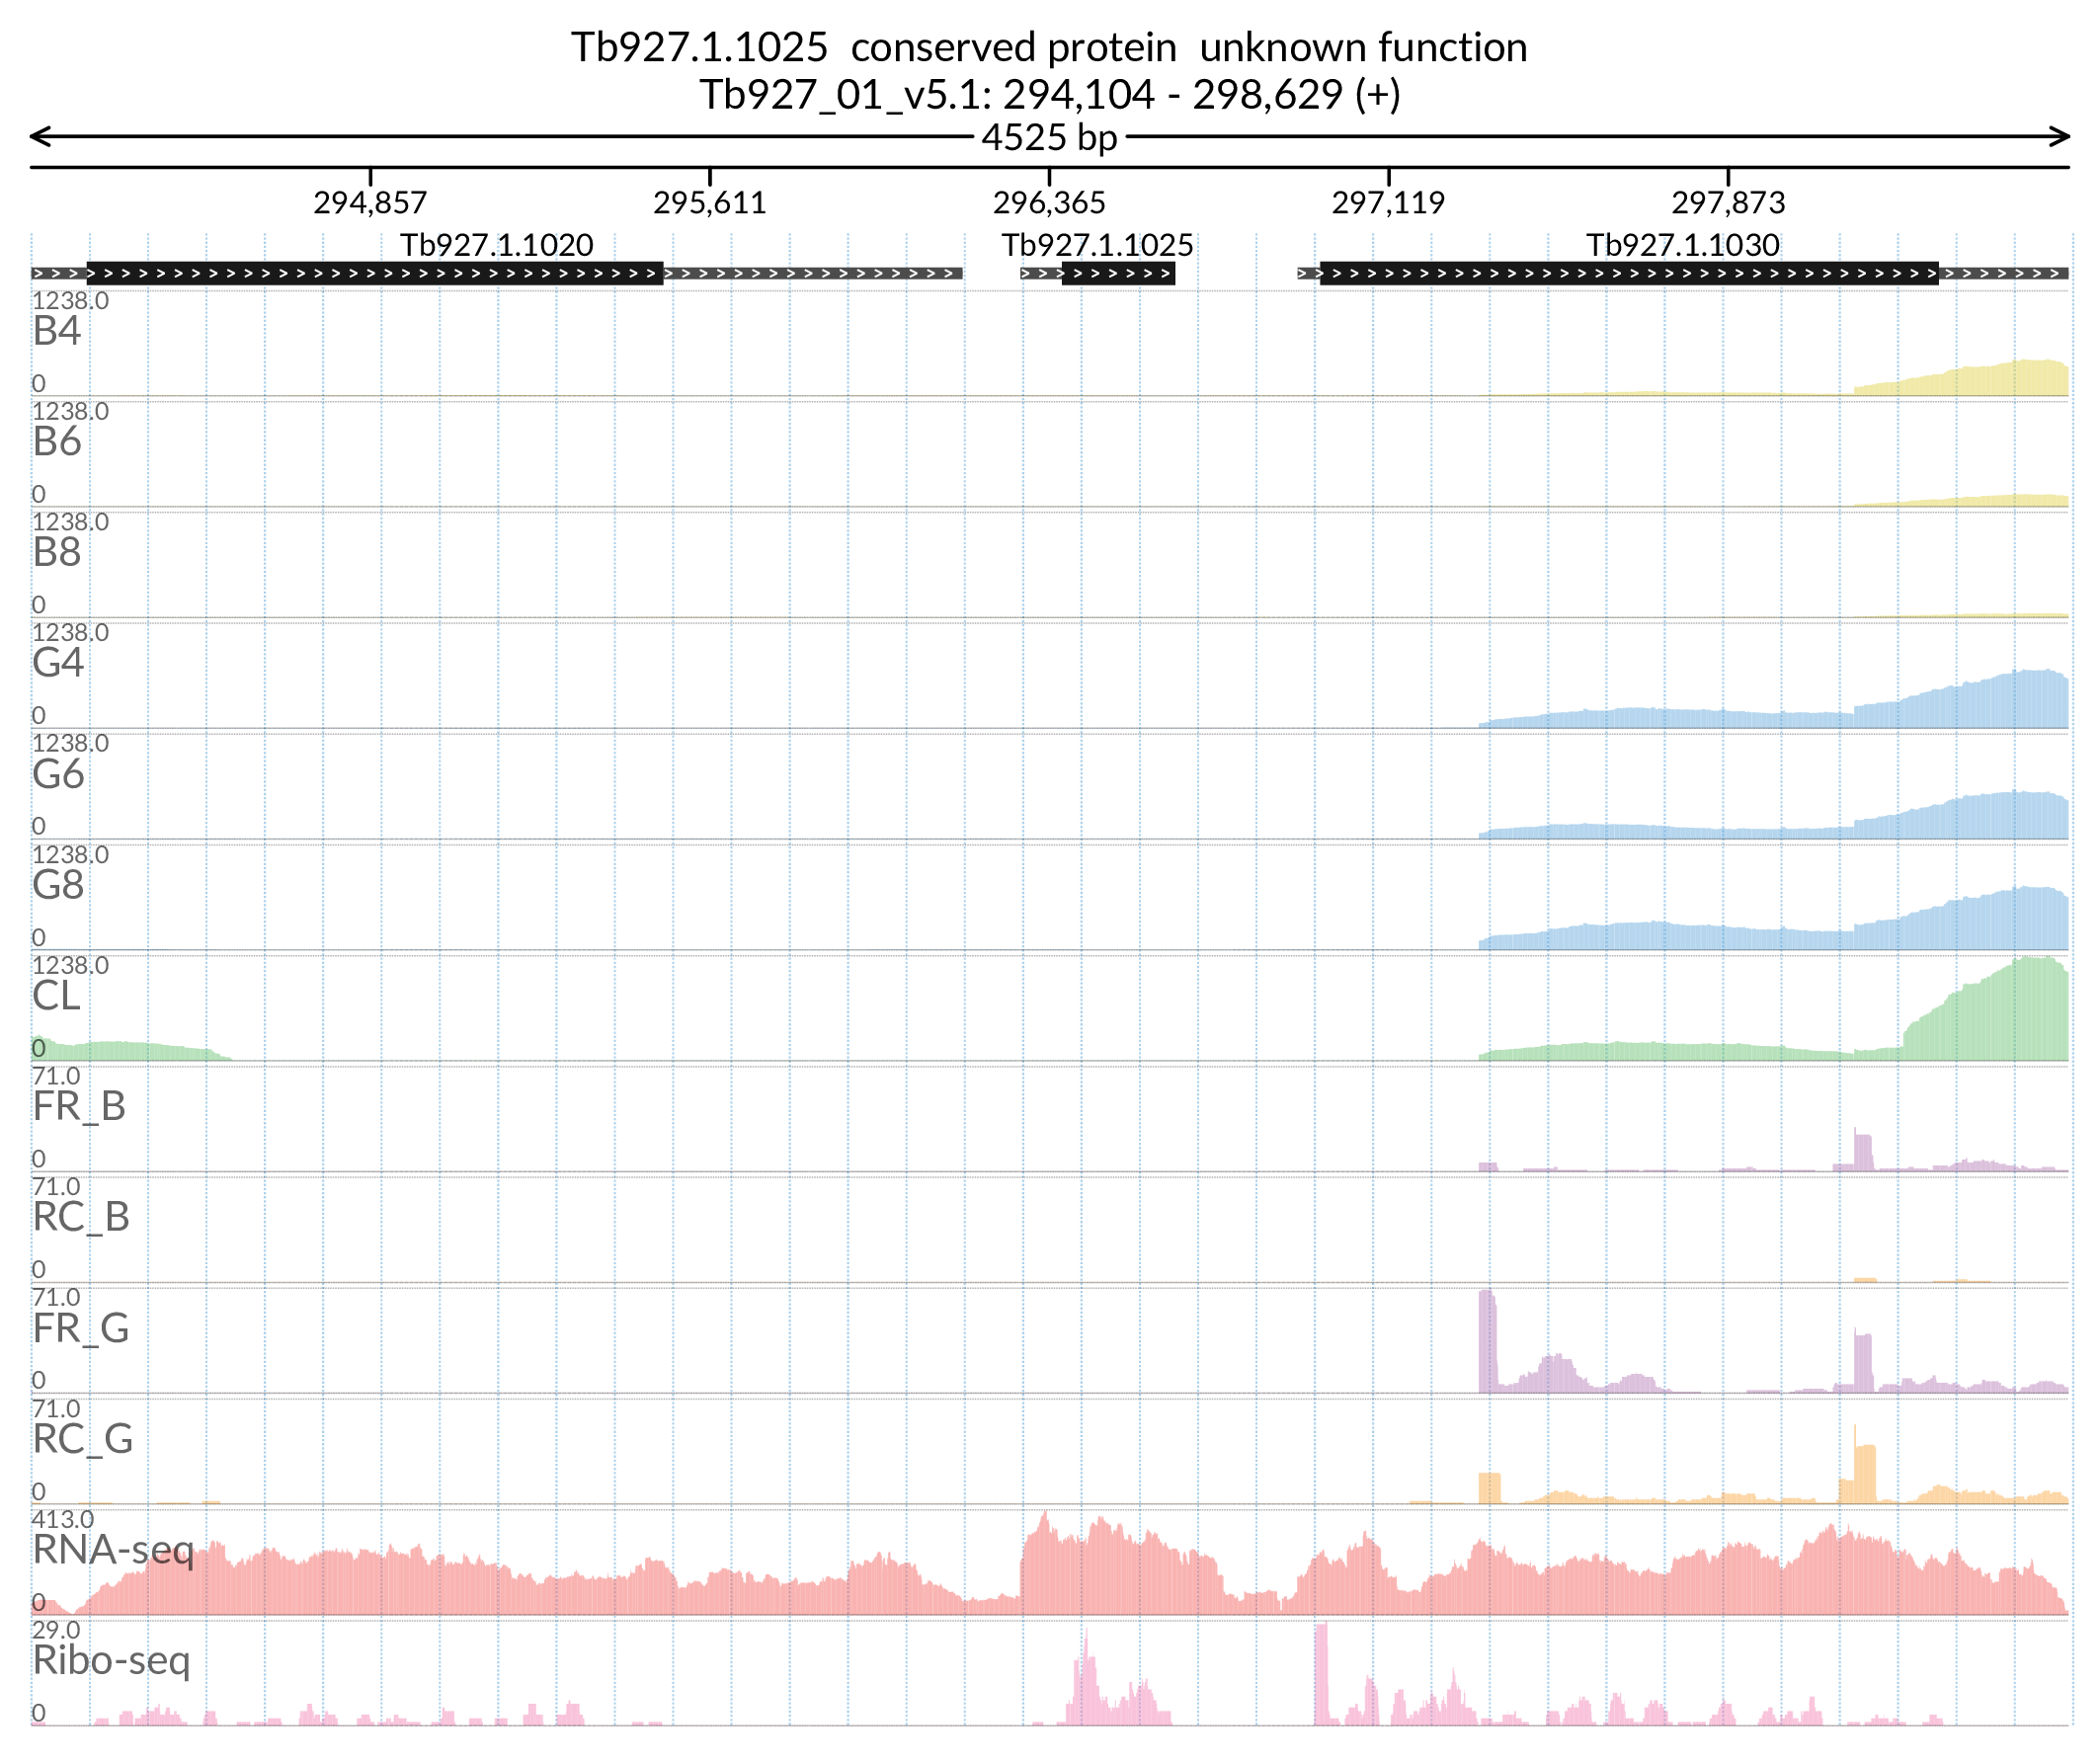 Tb927.1.1025  conserved protein  unknown function
Tb927_01_v5.1: 294,104 - 298,629 (+)
4525 bp
294,857 295,611 296,365 297,119 297,873
Tb927.1.1020 Tb927.1.1025 Tb927.1.1030
1238.0
B4
0
1238.0
B6
0
1238.0
B8
0
1238.0
G4
0
1238.0
G6
0
1238.0
G8
0
1238.0
CL
0
71.0
FR_B
0
71.0
RC_B
0
71.0
FR_G
0
71.0
RC_G
0
413.0
RNA-seq
0
29.0
Ribo-seq
0